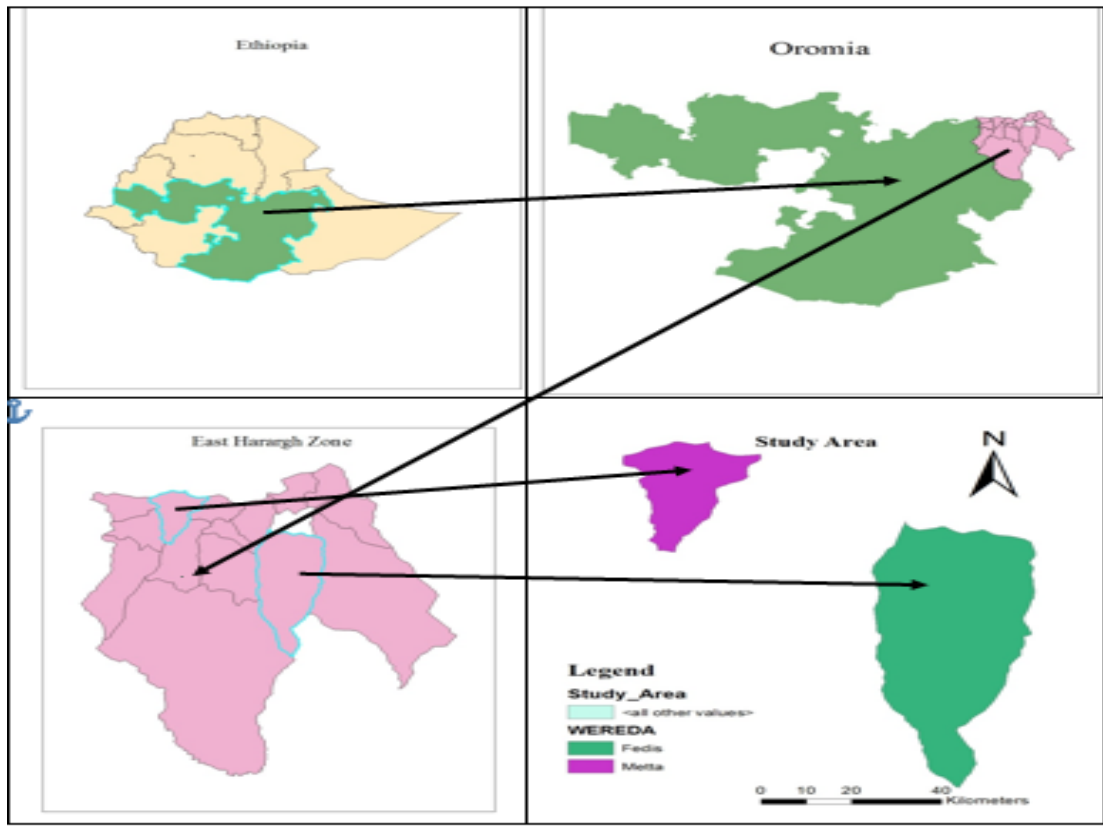 Ethiopia
Oromia
East Harargh Zone
Study Area
N
Legend
Study_Area
<all other values>
WEREDA
Fedis
Metta
0 10 20 40
Kilometers